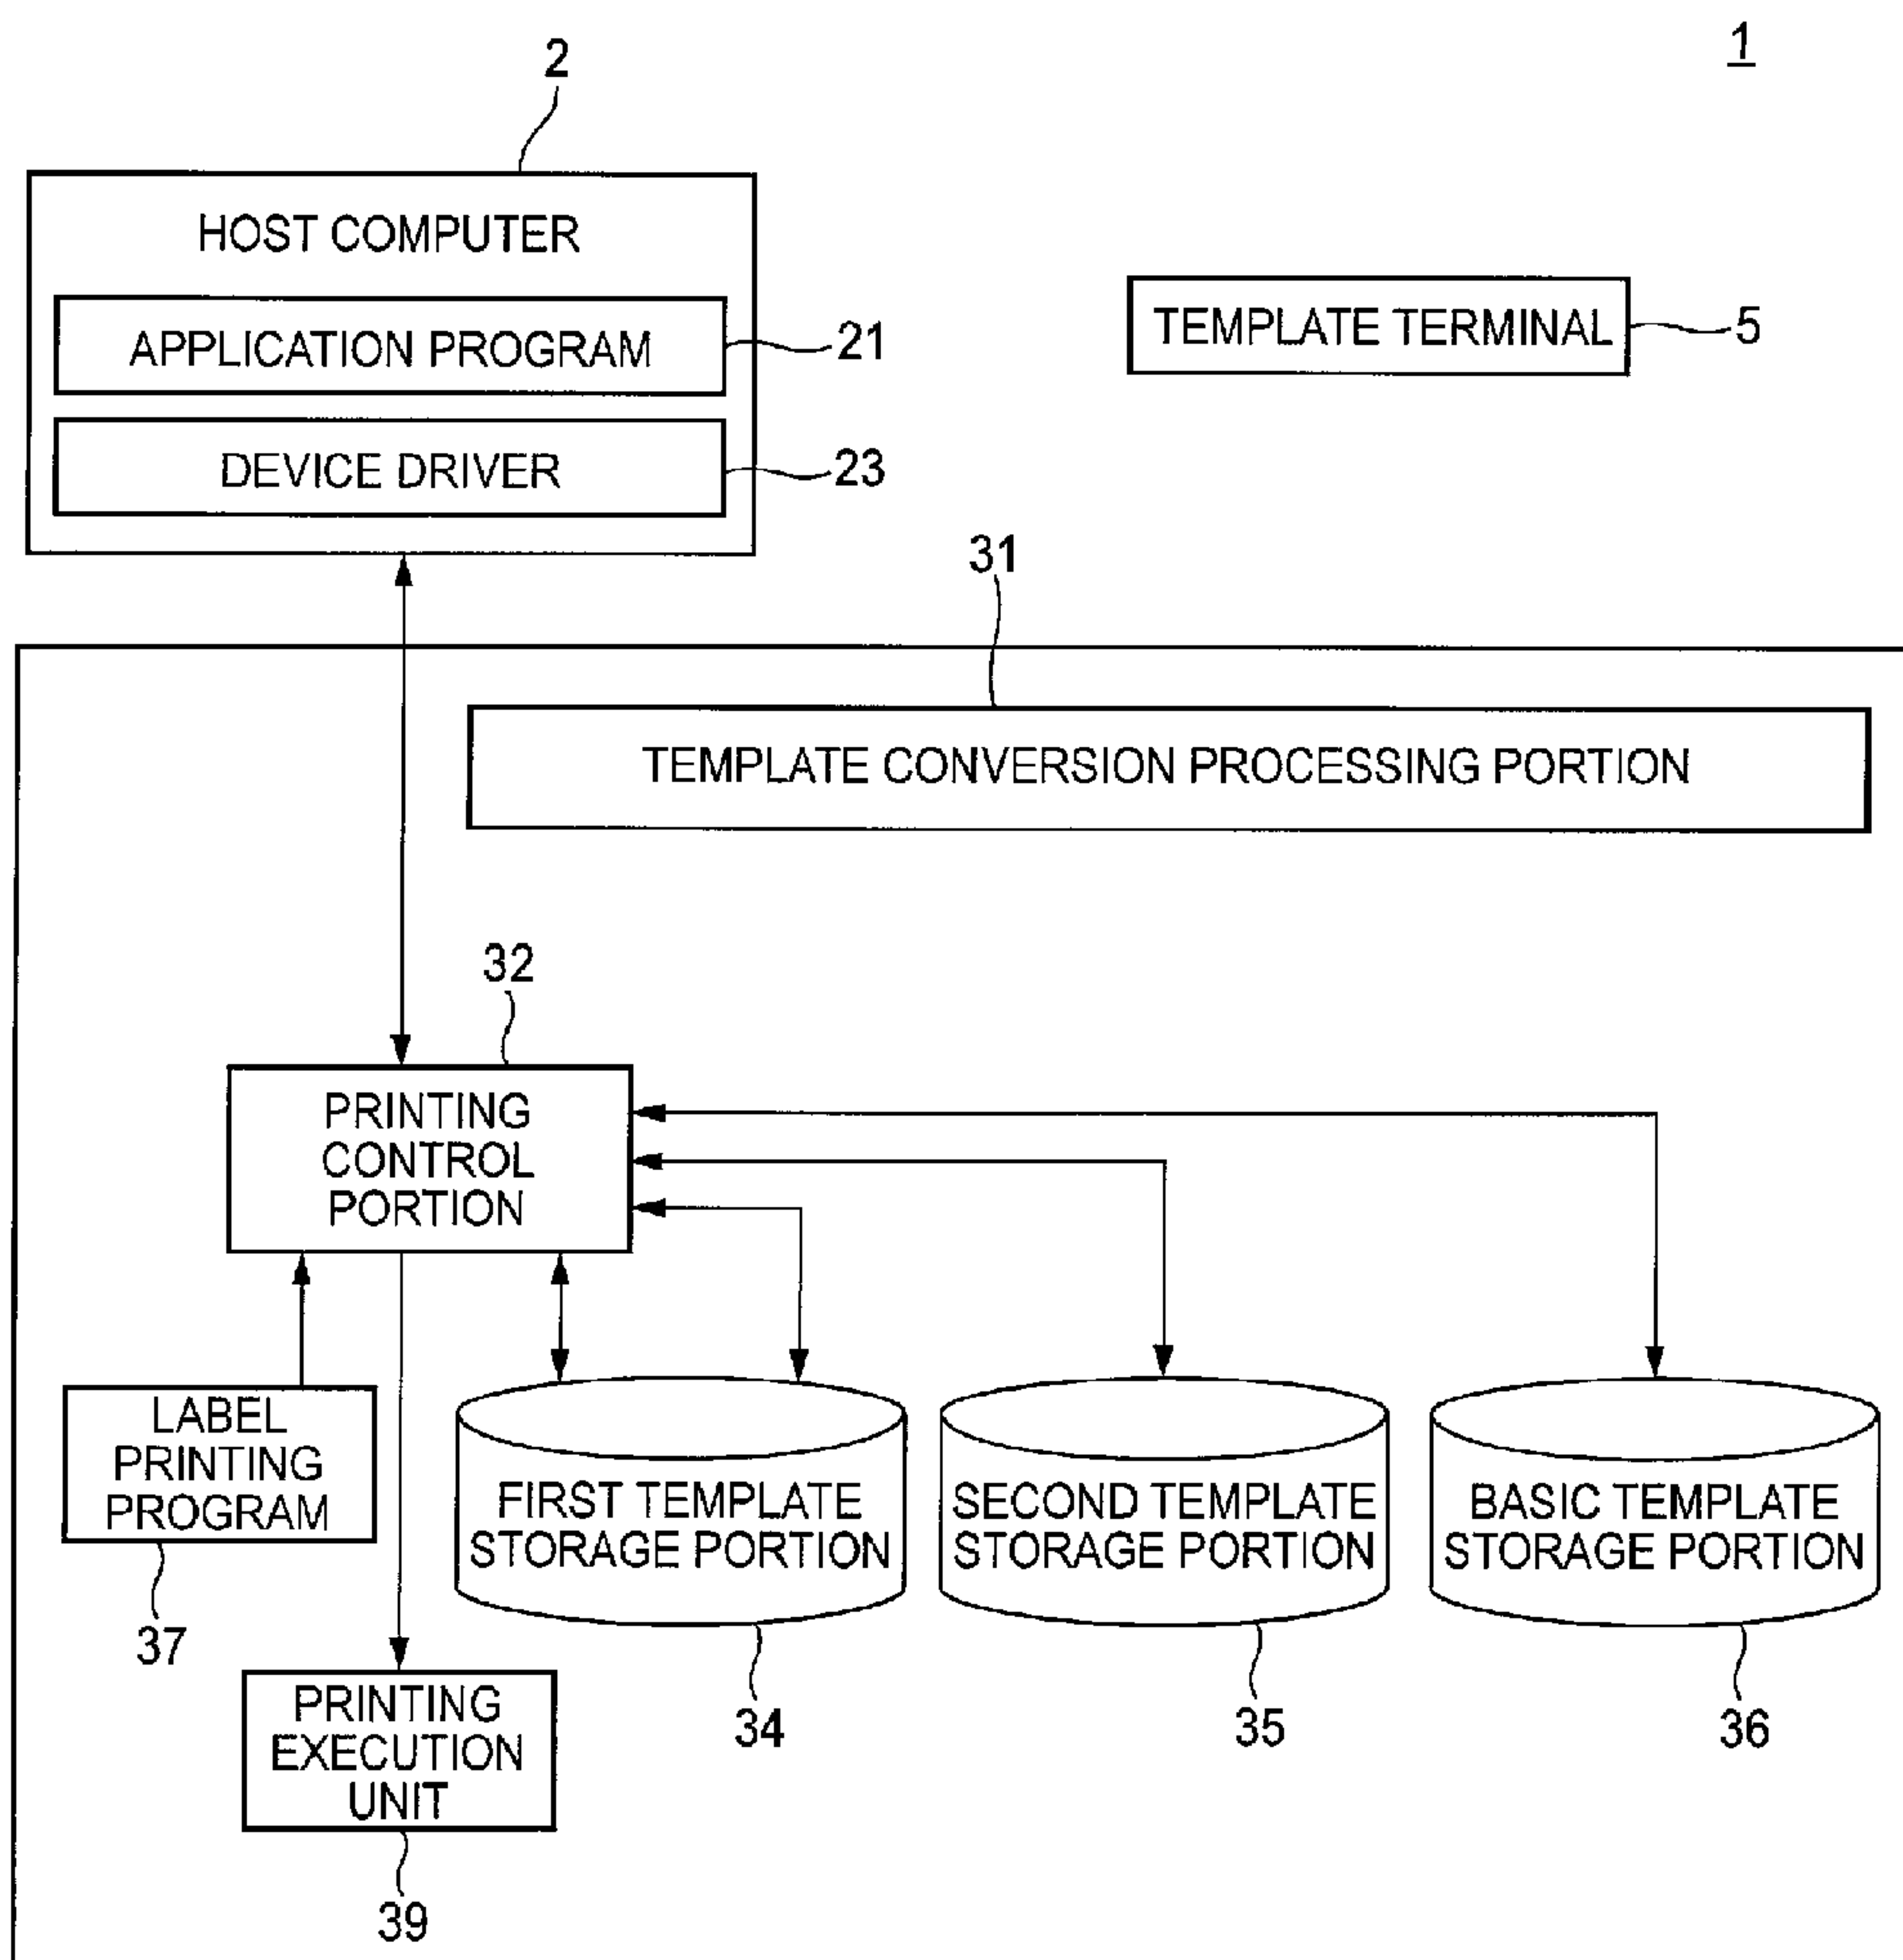 1
2
HOST COMPUTER
APPLICATION PROGRAM
21
DEVICE DRIVER
23
TEMPLATE TERMINAL
5
31
TEMPLATE CONVERSION PROCESSING PORTION
32
PRINTING
CONTROL
PORTION
LABEL
PRINTING
PROGRAM
37
PRINTING
EXECUTION
UNIT
39
FIRST TEMPLATE
STORAGE PORTION
34
SECOND TEMPLATE
STORAGE PORTION
35
BASIC TEMPLATE
STORAGE PORTION
36